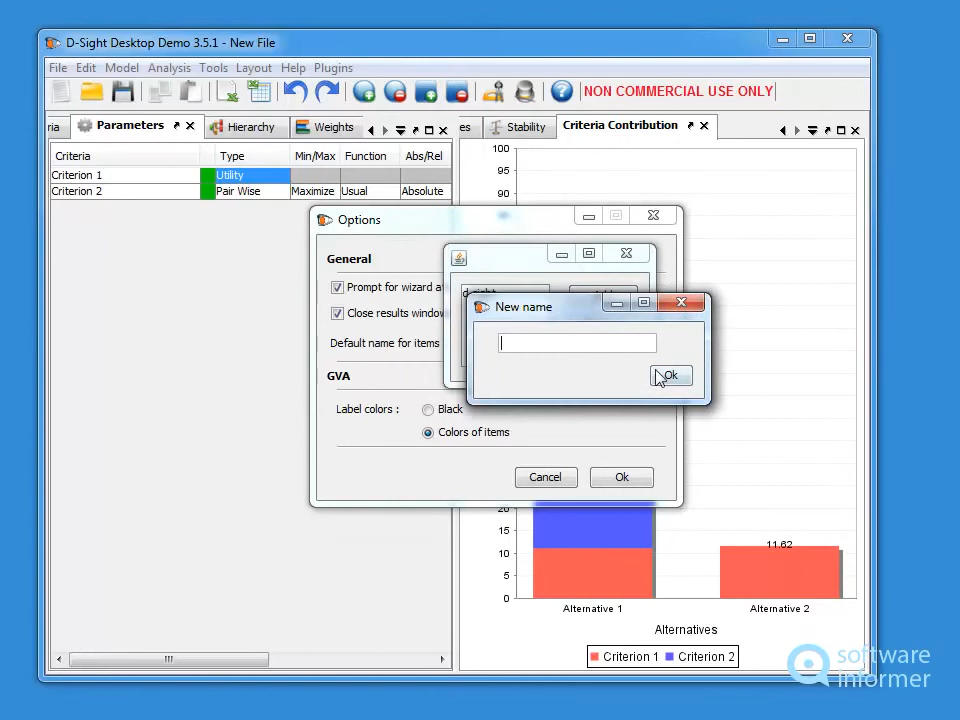 D-Sight Desktop Demo 3.5.1 - New File
File Edit Model Analysis Tools Layout Help Plugins
NON COMMERCIAL USE ONLY
ria Parameters Hierarchy Weights
es Stability Criteria Contribution
Criteria Type Min/Max Function Abs/Rel
Criterion 1 Utility
Criterion 2 Pair Wise Maximize Usual Absolute
100
95
90
Options
General
Prompt for wizard a
Close results window
Default name for items
GVA
Label colors :
Black
Colors of items
Cancel Ok
New name
Ok
20
15
10
5
0
11.62
Alternative 1 Alternative 2
Alternatives
Criterion 1 Criterion 2
software
informer